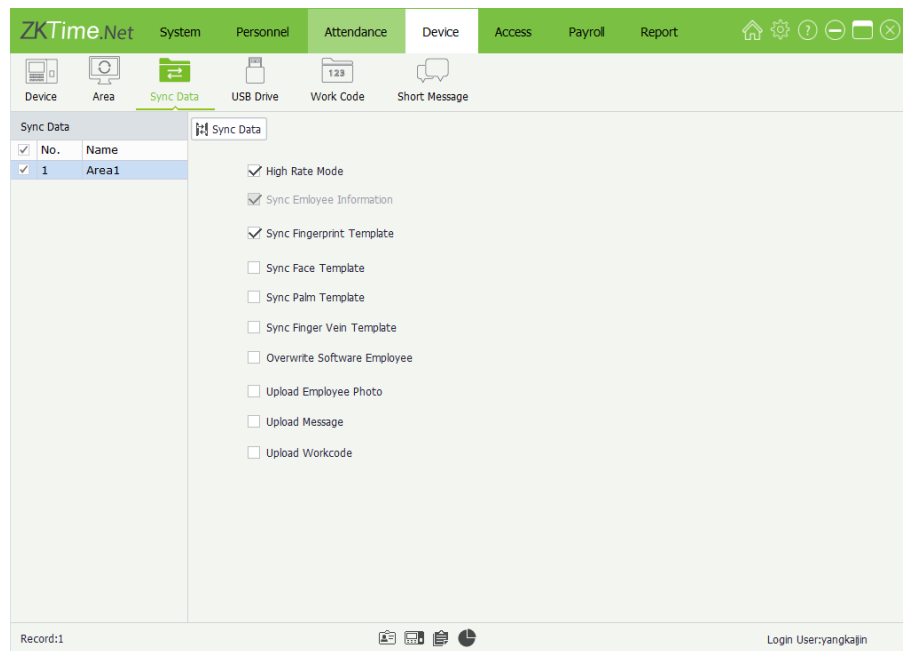 ZKTime.Net System Personnel Attendance Device Access Payroll Report
123
Device Area Sync Data USB Drive Work Code Short Message
Sync Data
Sync Data
No. Name
1 Area1
High Rate Mode
Sync Emloyee Information
Sync Fingerprint Template
Sync Face Template
Sync Palm Template
Sync Finger Vein Template
Overwrite Software Employee
Upload Employee Photo
Upload Message
Upload Workcode
Record:1 Login User:yangkaijin